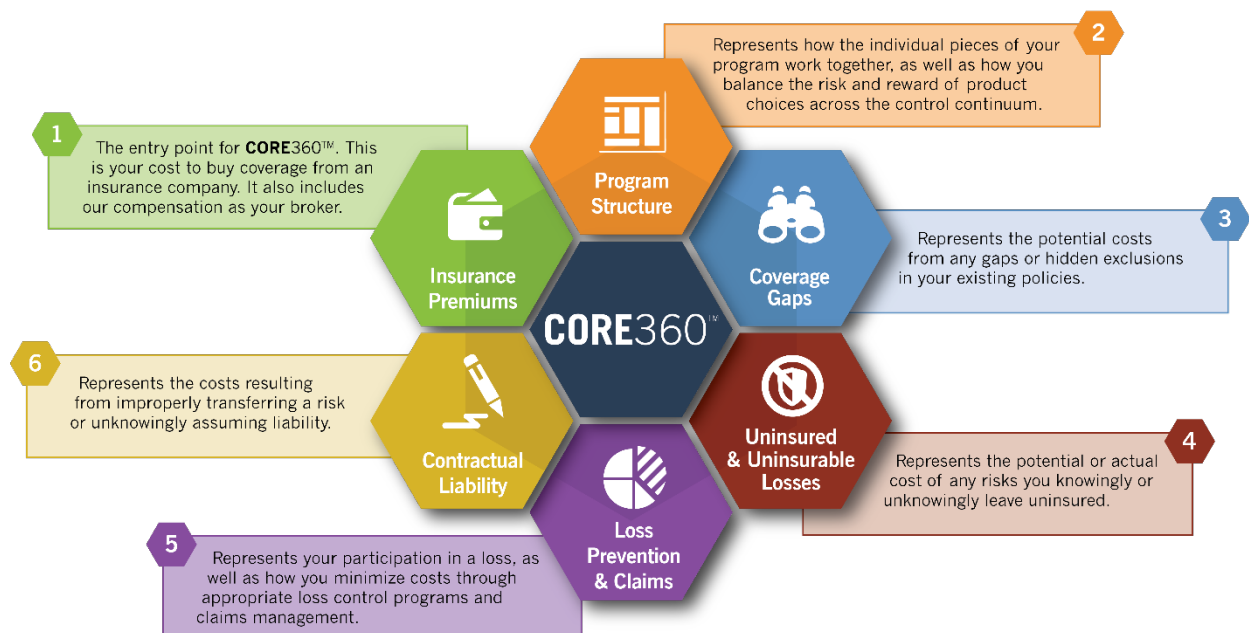 1
The entry point for CORE360™. This
is your cost to buy coverage from an
insurance company. It also includes
our compensation as your broker.
Insurance
Premiums
2
Represents how the individual pieces of your
program work together, as well as how you
balance the risk and reward of product
choices across the control continuum.
Program
Structure
3
Represents the potential costs
from any gaps or hidden exclusions
in your existing policies.
Coverage
Gaps
CORE360™
4
Represents the potential or actual
cost of any risks you knowingly or
unknowingly leave uninsured.
Uninsured
& Uninsurable
Losses
5
Represents your participation in a loss, as
well as how you minimize costs through
appropriate loss control programs and
claims management.
Loss
Prevention
& Claims
6
Represents the costs resulting
from improperly transferring a risk
or unknowingly assuming liability.
Contractual
Liability